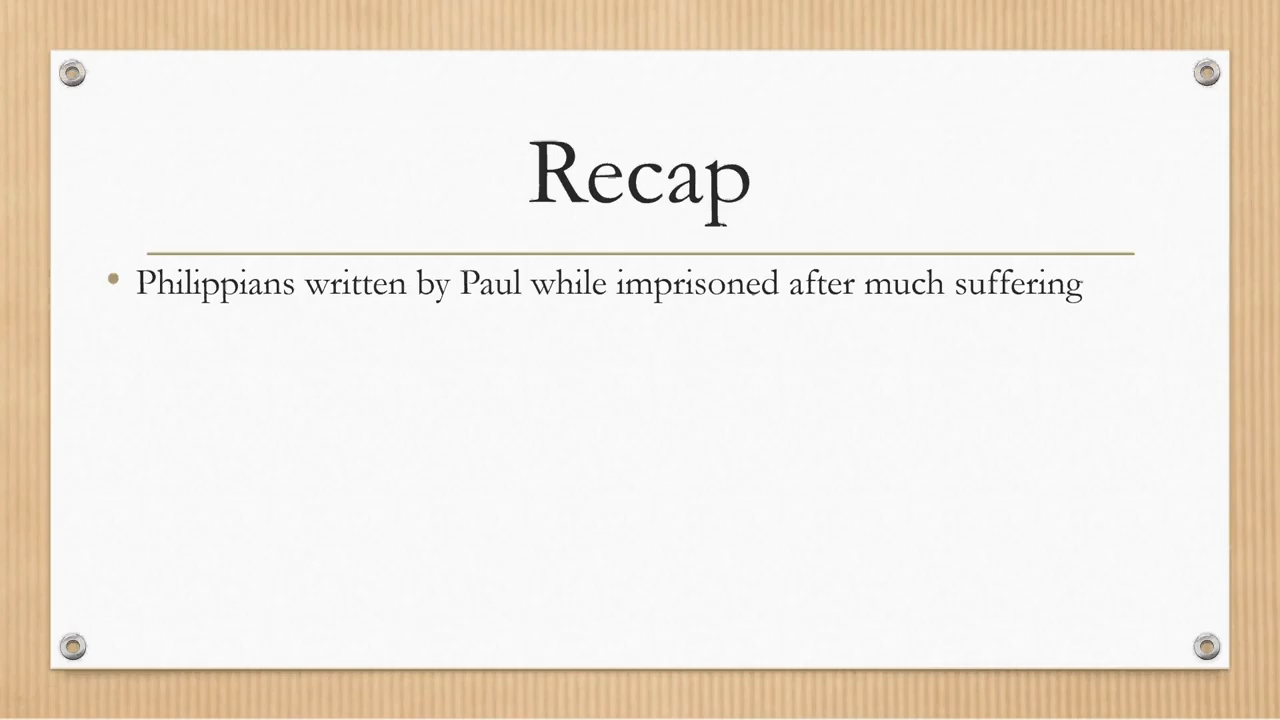 Recap
• Philippians written by Paul while imprisoned after much suffering